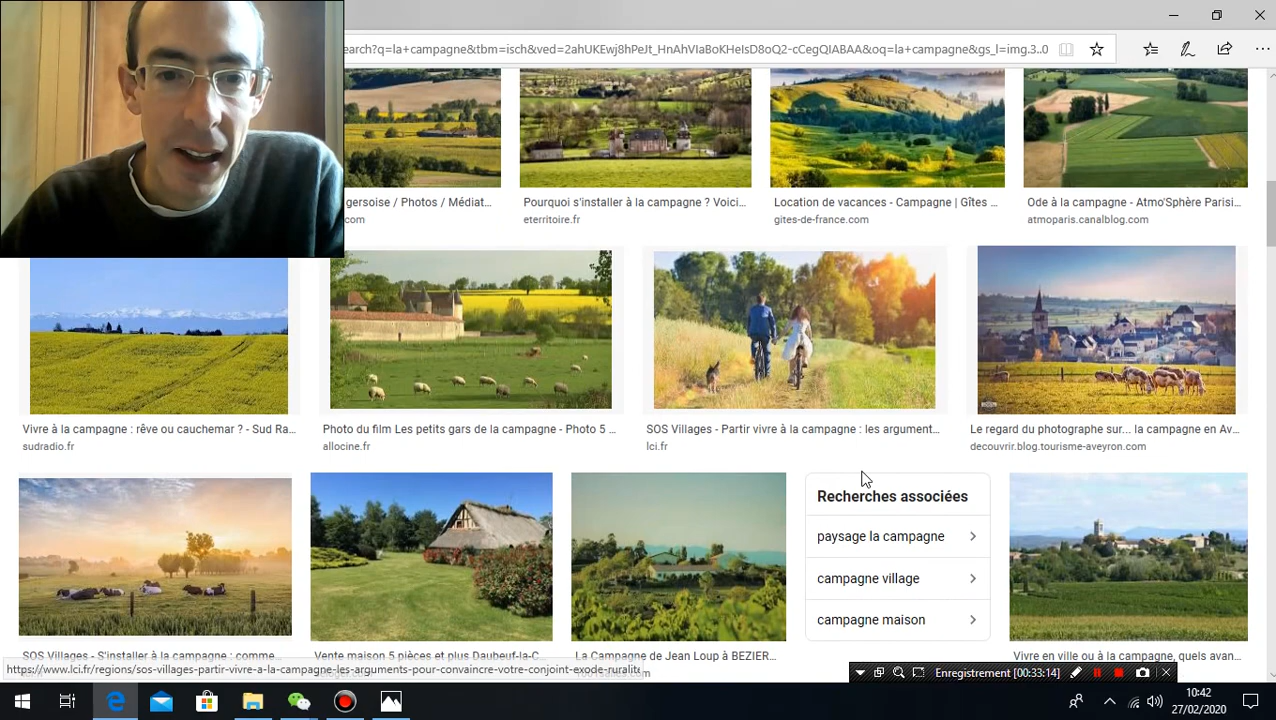 search?q=la+campagne&tbm=isch&ved=2ahUKEwj8hPeJt_HnAhVIaBoKHeIsD8oQ2-cCegQIABAA&oq=la+campagne&gs_l=img.3..0
gersoise / Photos / Médiat...
.com
Pourquoi s'installer à la campagne ? Voici...
eterritoire.fr
Location de vacances - Campagne | Gîtes ...
gites-de-france.com
Ode à la campagne - Atmo'Sphère Parisi...
atmoparis.canalblog.com
Vivre à la campagne : rêve ou cauchemar ? - Sud Ra...
sudradio.fr
Photo du film Les petits gars de la campagne - Photo 5 ...
allocine.fr
SOS Villages - Partir vivre à la campagne : les argument...
lci.fr
Le regard du photographe sur... la campagne en Av...
decouvrir.blog.tourisme-aveyron.com
Recherches associées
paysage la campagne
campagne village
campagne maison
SOS Villages - S'installer à la campagne : comme...
Vente maison 5 pièces et plus Daubeuf-la-C...
La Campagne de Jean Loup à BEZIER...
Vivre en ville ou à la campagne, quels avan...
https://www.lci.fr/regions/sos-villages-partir-vivre-a-la-campagne-les-arguments-pour-convaincre-votre-conjoint-exode-ruralite
Enregistrement [00:33:14]
10:42
27/02/2020